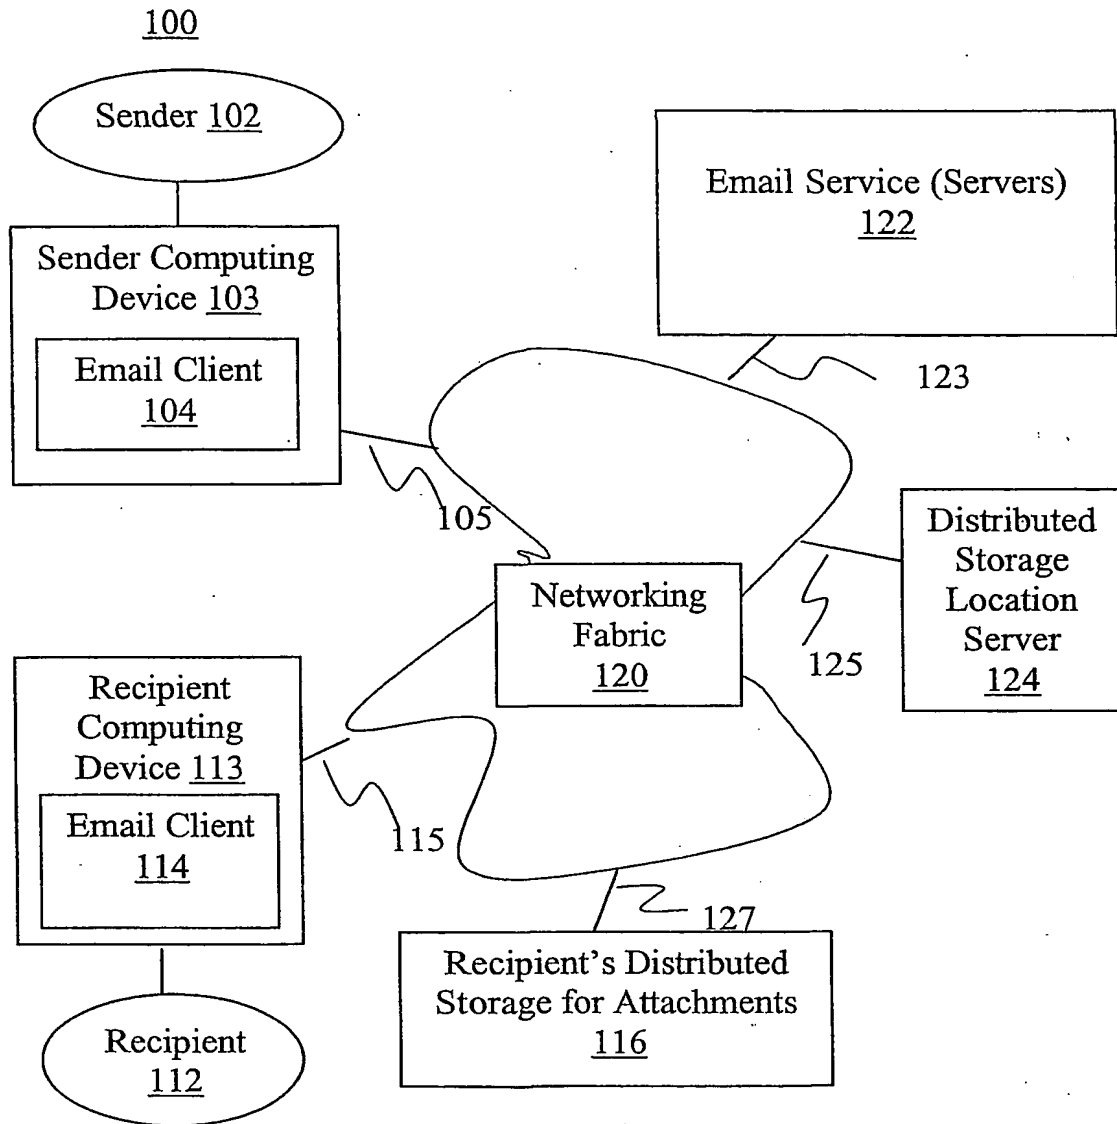 100
Sender 102
Email Service (Servers)
122
Sender Computing
Device 103
Email Client
104
123
105
Distributed
Storage
Location
Server
124
Networking
Fabric
120
125
Recipient
Computing
Device 113
Email Client
114
115
127
Recipient's Distributed
Storage for Attachments
116
Recipient
112